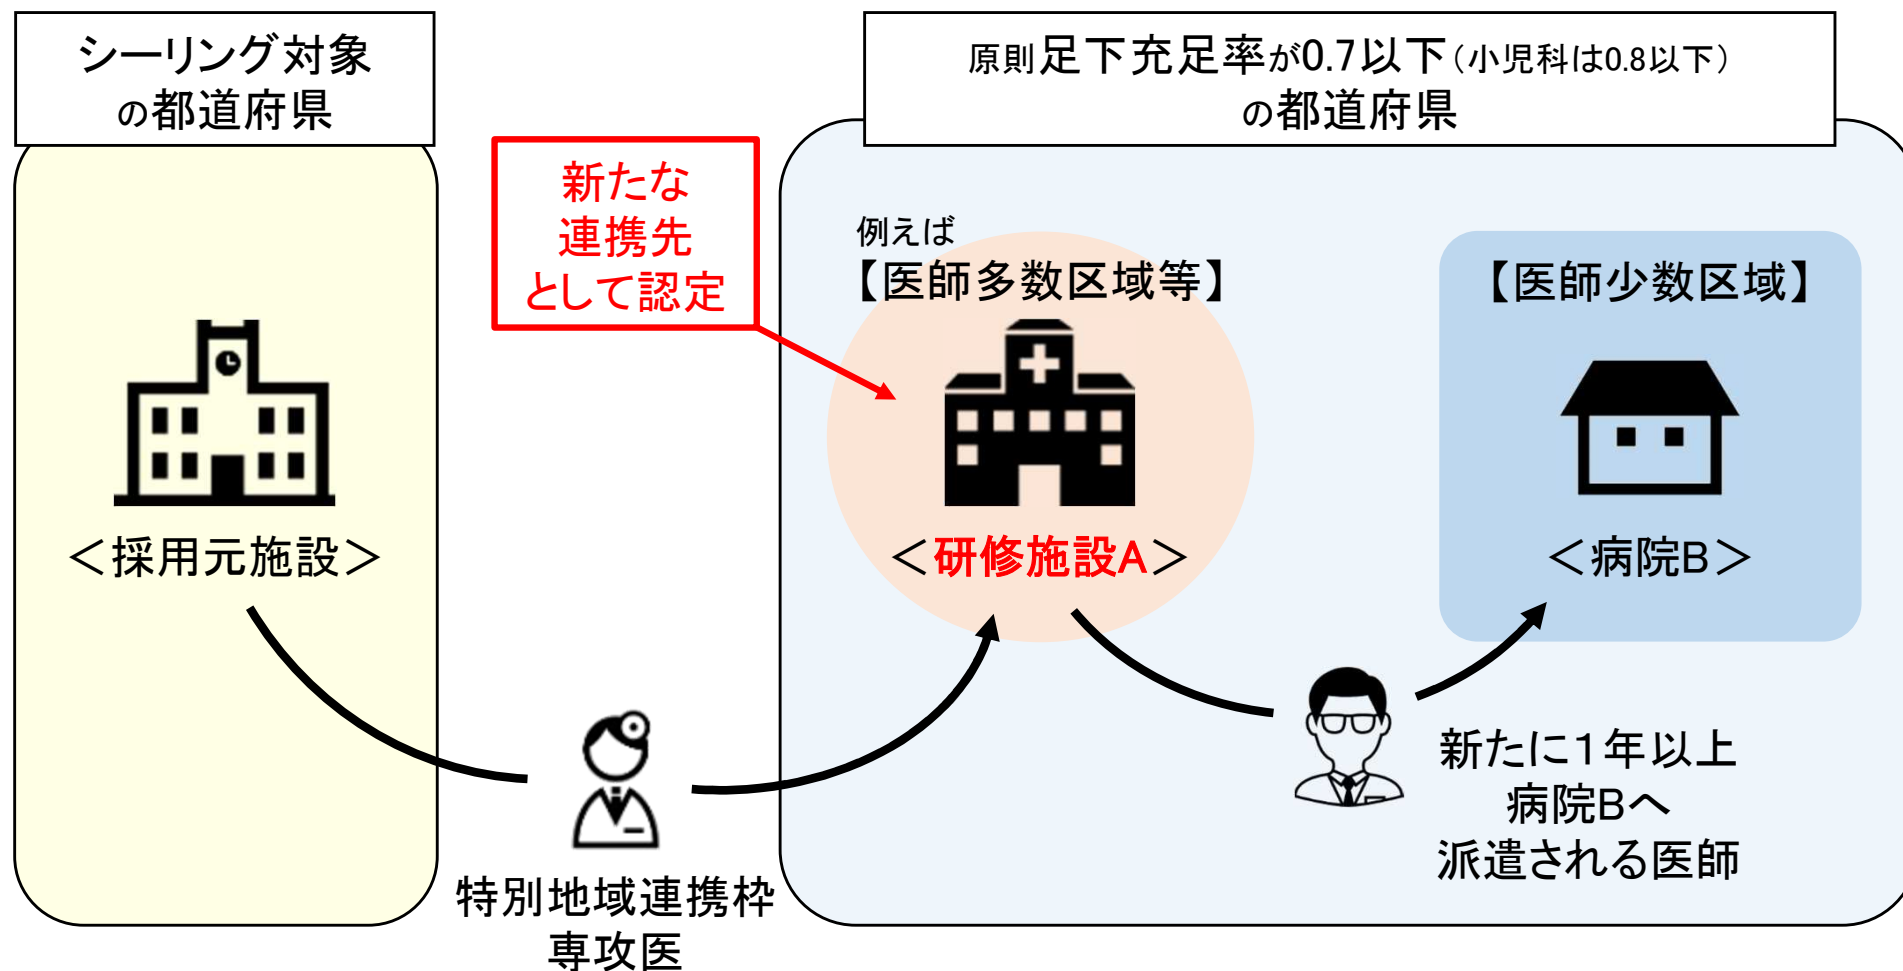 シーリング対象
の都道府県
原則足下充足率が0.7以下（小児科は0.8以下）
の都道府県
新たな
連携先
として認定
例えば
【医師多数区域等】
【医師少数区域】
＜採用元施設＞
＜研修施設A＞
＜病院B＞
特別地域連携枠
専攻医
新たに１年以上
病院Bへ
派遣される医師